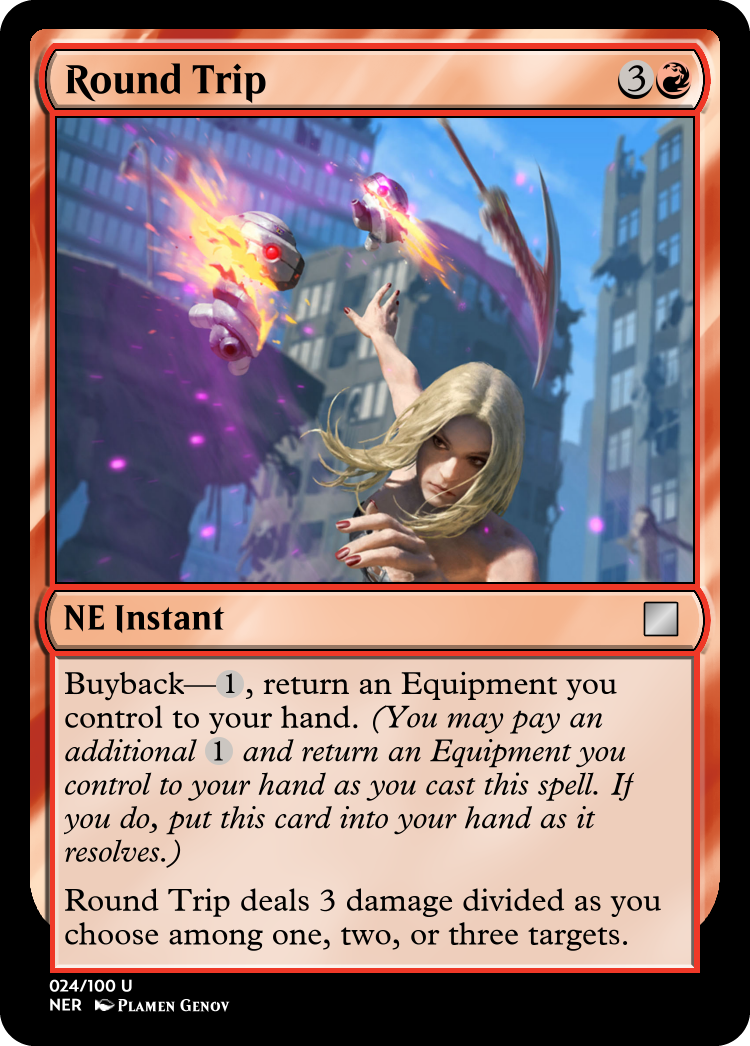 Round Trip 3
NE Instant
Buyback—1, return an Equipment you
control to your hand. (You may pay an
additional 1 and return an Equipment you
control to your hand as you cast this spell. If
you do, put this card into your hand as it
resolves.)
Round Trip deals 3 damage divided as you
choose among one, two, or three targets.
024/100 U
NER Plamen Genov